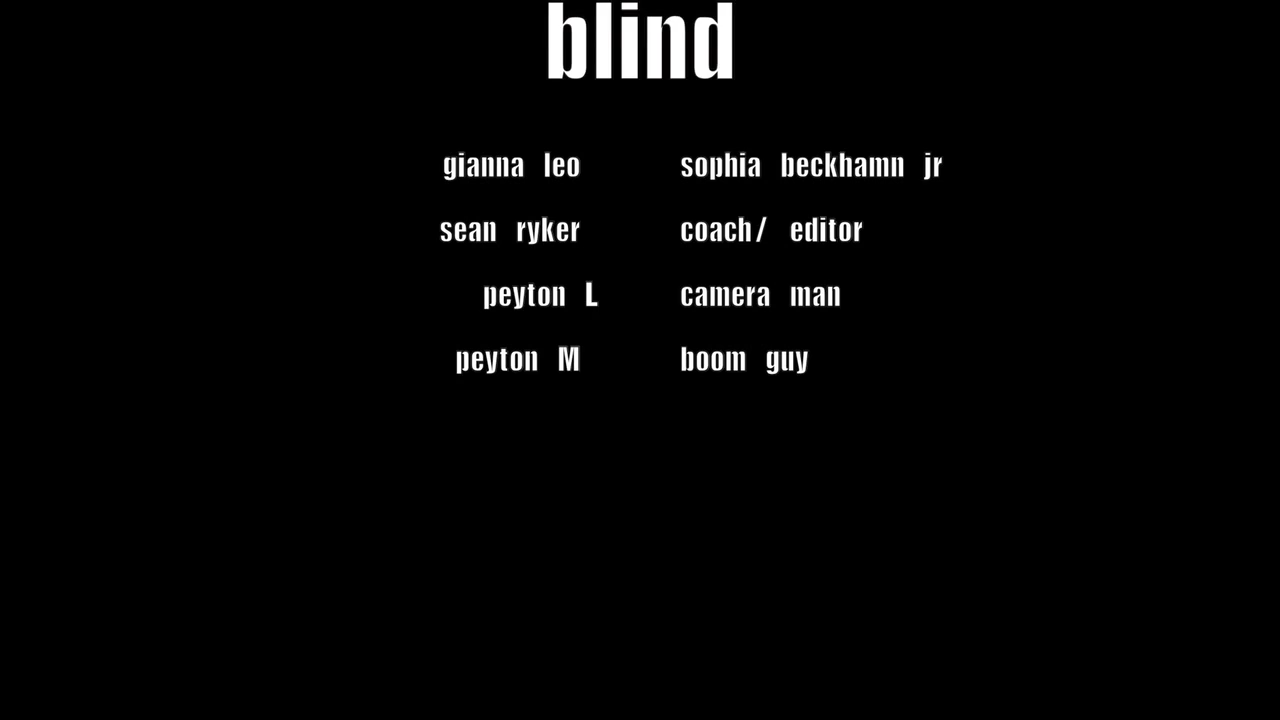 blind
gianna leo sophia beckhamn jr
sean ryker coach/ editor
peyton L camera man
peyton M boom guy